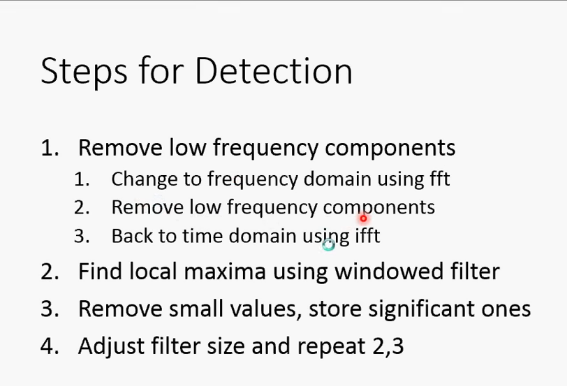 Steps for Detection
1. Remove low frequency components
1. Change to frequency domain using fft
2. Remove low frequency components
3. Back to time domain using ifft
2. Find local maxima using windowed filter
3. Remove small values, store significant ones
4. Adjust filter size and repeat 2,3